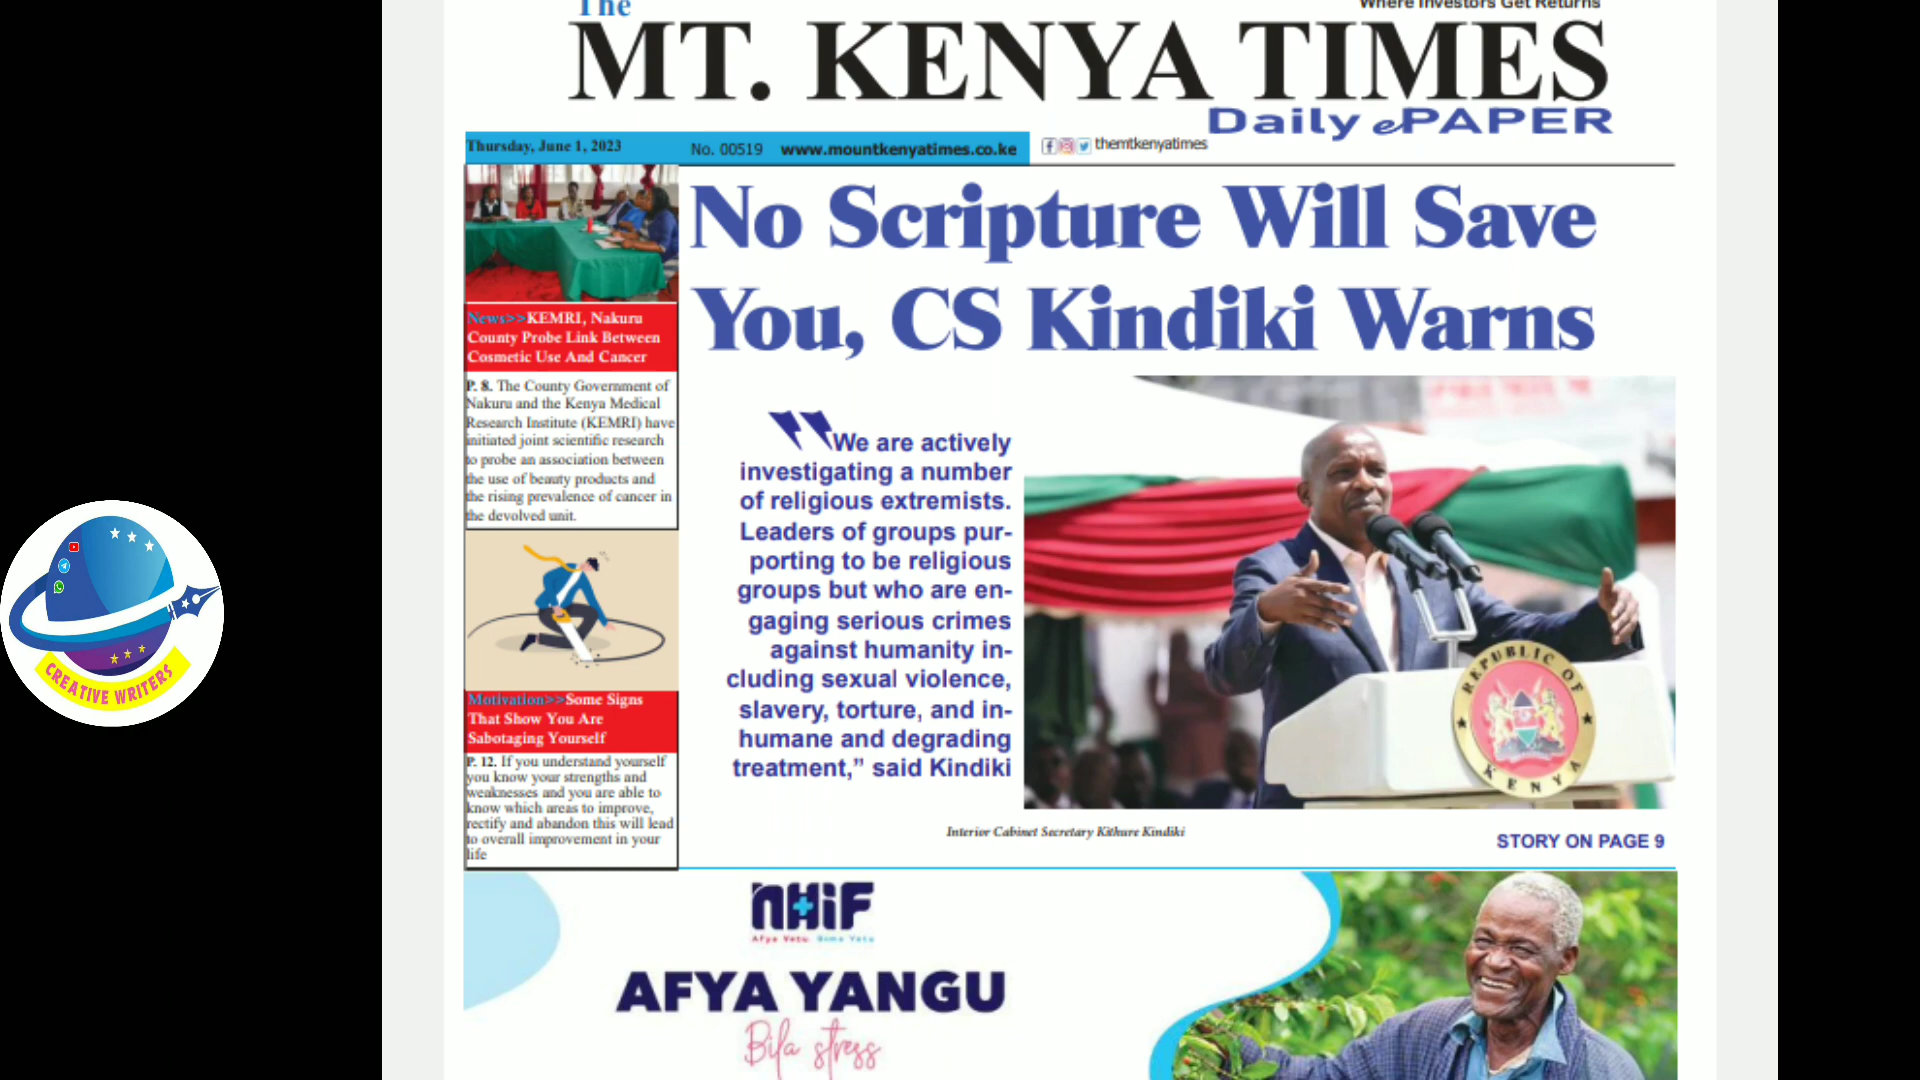 The
Where Investors Get Returns
MT. KENYA TIMES
Daily ePAPER
Thursday, June 1, 2023
No. 00519 www.mountkenyatimes.co.ke
themtkenyatimes
News>>KEMRI, Nakuru
County Probe Link Between
Cosmetic Use And Cancer
P. 8. The County Government of
Nakuru and the Kenya Medical
Research Institute (KEMRI) have
initiated joint scientific research
to probe an association between
the use of beauty products and
the rising prevalence of cancer in
the devolved unit.
Motivation>>Some Signs
That Show You Are
Sabotaging Yourself
P. 12. If you understand yourself
you know your strengths and
weaknesses and you are able to
know which areas to improve,
rectify and abandon this will lead
to overall improvement in your
life
No Scripture Will Save
You, CS Kindiki Warns
We are actively
investigating a number
of religious extremists.
Leaders of groups pur-
porting to be religious
groups but who are en-
gaging serious crimes
against humanity in-
cluding sexual violence,
slavery, torture, and in-
humane and degrading
treatment,” said Kindiki
REPUBLIC OF
KENYA
Interior Cabinet Secretary Kithure Kindiki
STORY ON PAGE 9
NHIF
Afya Yetu. Bima Yetu
AFYA YANGU
Bila stress
CREATIVE WRITERS